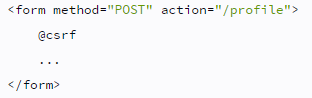 <form method="POST" action="/profile">
    @csrf
    ...
</form>